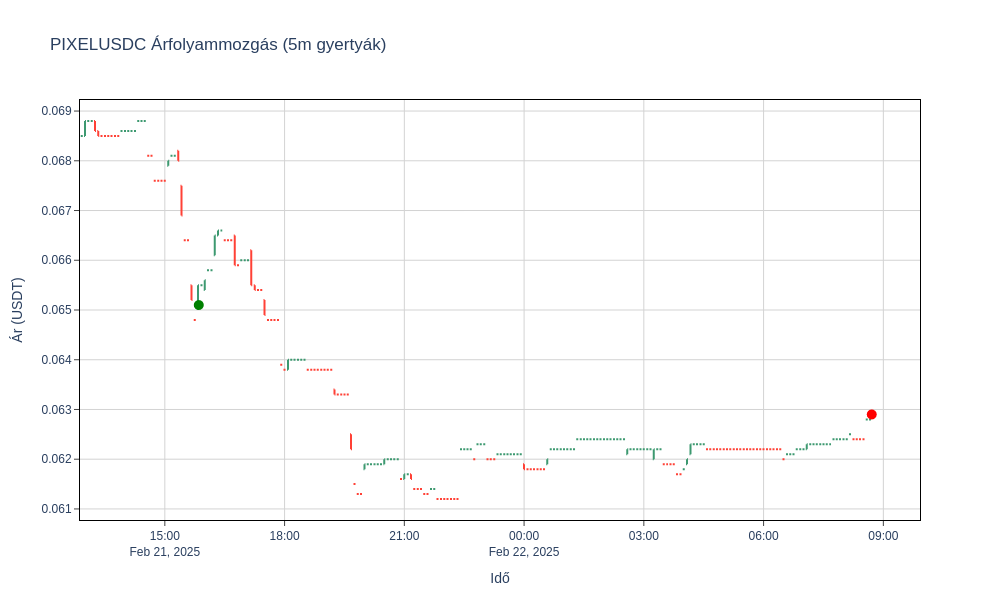 PIXELUSDC Árfolyammozgás (5m gyertyák)
0.069
0.068
0.067
0.066
0.065
0.064
0.063
0.062
0.061
Ár (USDT)
15:00 18:00 21:00 00:00 03:00 06:00 09:00
Feb 21, 2025 Feb 22, 2025
Idő